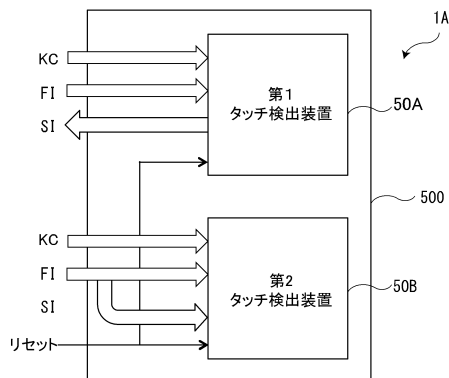 1A
KC
FI
SI
第1
タッチ検出装置
50A
500
KC
FI
SI
第2
タッチ検出装置
50B
リセット